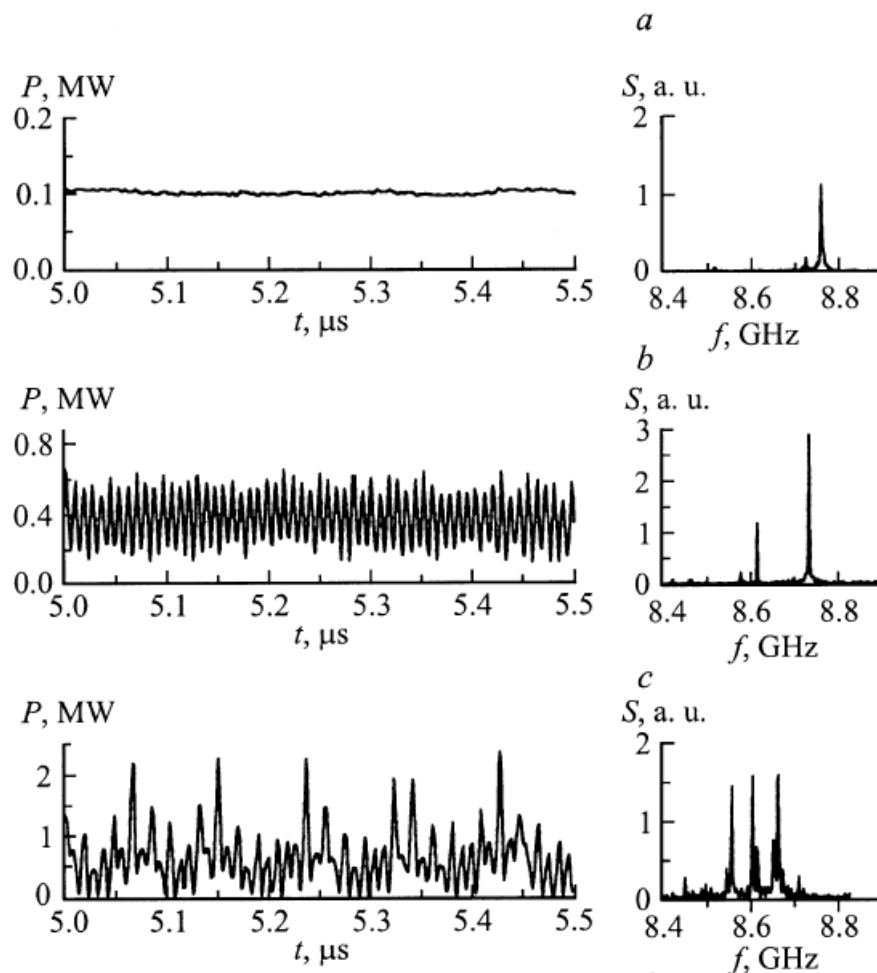 a
P, MW
S, a. u.
0.2
2
0.1
1
0.0
0
5.0 5.1 5.2 5.3 5.4 5.5
8.4 8.6 8.8
t, μs
f, GHz
b
P, MW
S, a. u.
0.8
3
2
0.4
1
0.0
0
5.0 5.1 5.2 5.3 5.4 5.5
8.4 8.6 8.8
t, μs
f, GHz
c
P, MW
S, a. u.
2
2
1
1
0
0
5.0 5.1 5.2 5.3 5.4 5.5
8.4 8.6 8.8
t, μs
f, GHz